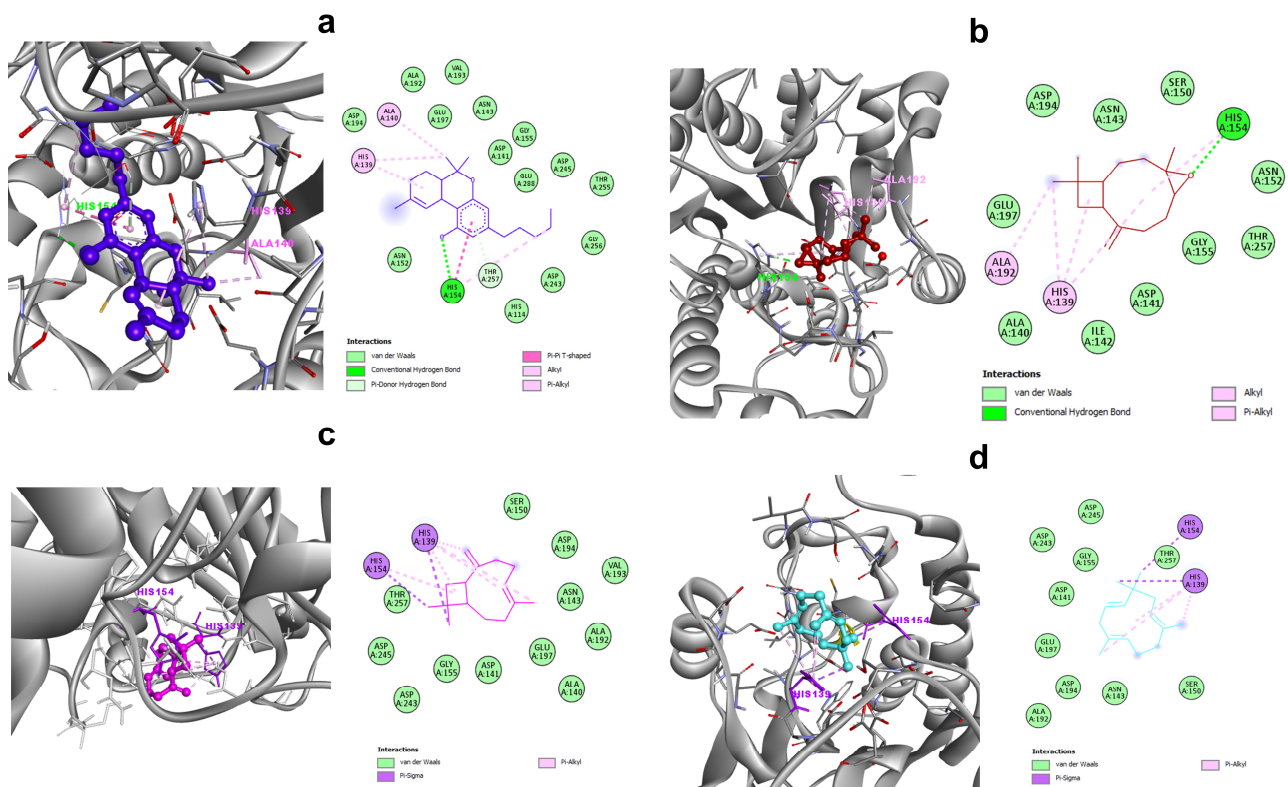 a
HIS154
HIS139
ALA140
ALA
A:192
VAL
A:193
ALA
A:140
ASP
A:194
GLU
A:197
ASN
A:143
GLY
A:155
ASP
A:141
HIS
A:139
ASP
A:245
GLU
A:288
THR
A:255
GLY
A:256
ASN
A:152
THR
A:257
ASP
A:243
HIS
A:154
HIS
A:114
Interactions
van der Waals
Conventional Hydrogen Bond
Pi-Donor Hydrogen Bond
Pi-Pi T-shaped
Alkyl
Pi-Alkyl
b
ALA192
HIS139
HIS154
SER
A:150
ASP
A:194
ASN
A:143
HIS
A:154
ASN
A:152
GLU
A:197
THR
A:257
GLY
A:155
ALA
A:192
HIS
A:139
ASP
A:141
ALA
A:140
ILE
A:142
Interactions
van der Waals
Conventional Hydrogen Bond
Alkyl
Pi-Alkyl
c
HIS154
HIS139
SER
A:150
HIS
A:139
ASP
A:194
HIS
A:154
VAL
A:193
THR
A:257
ASN
A:143
ALA
A:192
ASP
A:245
GLY
A:155
ASP
A:141
GLU
A:197
ALA
A:140
ASP
A:243
Interactions
van der Waals
Pi-Sigma
Pi-Alkyl
d
HIS154
HIS139
ASP
A:245
HIS
A:154
ASP
A:243
GLY
A:155
THR
A:257
HIS
A:139
ASP
A:141
GLU
A:197
ASP
A:194
ASN
A:143
SER
A:150
ALA
A:192
Interactions
van der Waals
Pi-Sigma
Pi-Alkyl